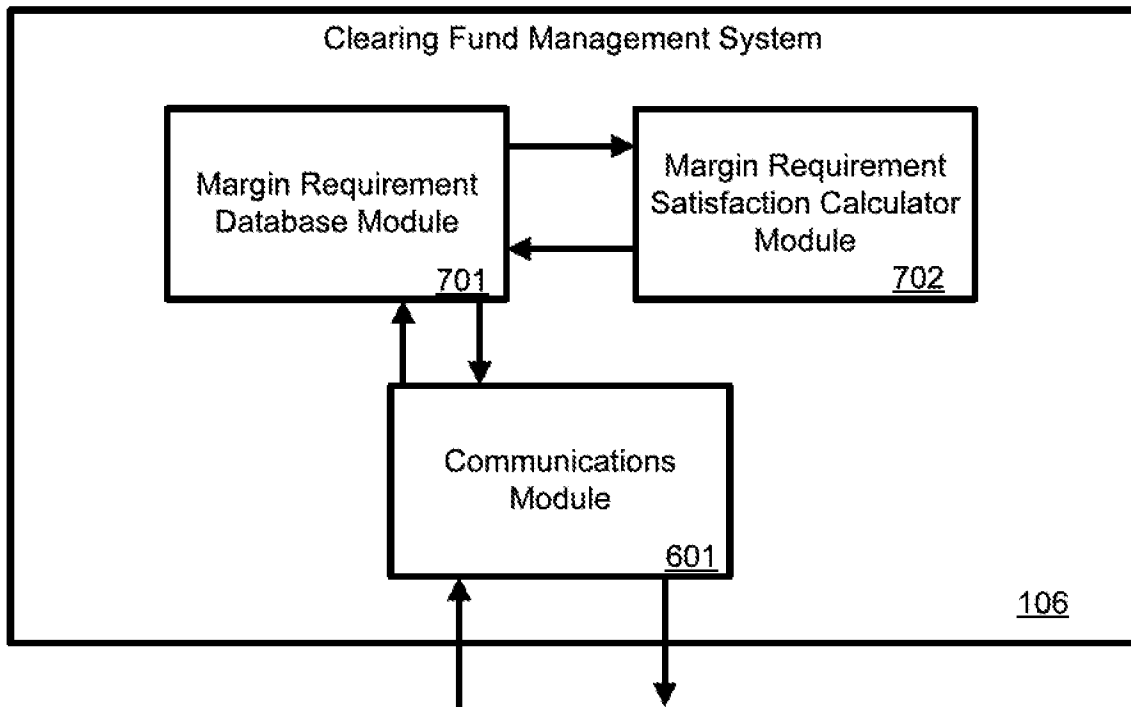 Clearing Fund Management System
Margin Requirement
Database Module
701
Margin Requirement
Satisfaction Calculator
Module
702
Communications
Module
601
106